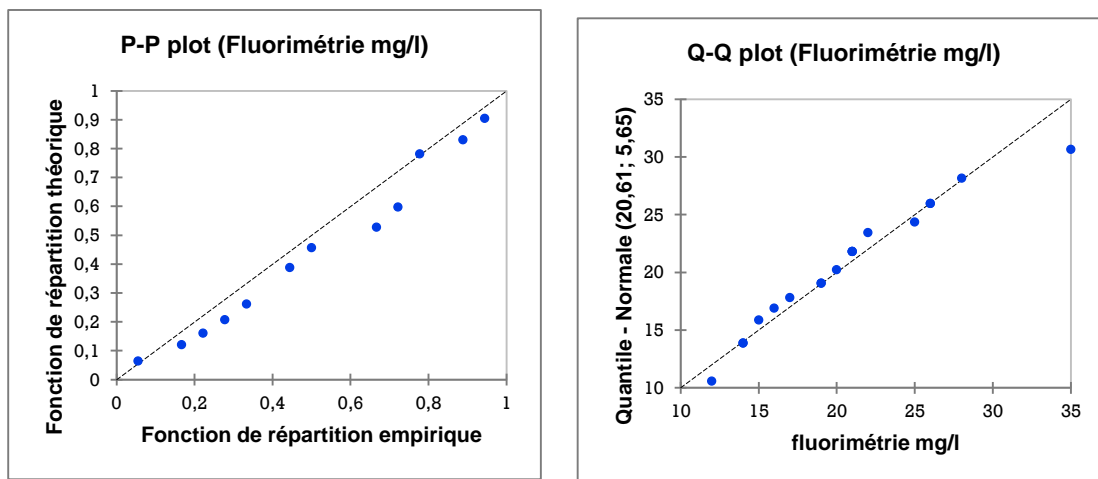 P-P plot (Fluorimétrie mg/l)
Fonction de répartition théorique
1
0,9
0,8
0,7
0,6
0,5
0,4
0,3
0,2
0,1
0
0 0,2 0,4 0,6 0,8 1
Fonction de répartition empirique
Q-Q plot (Fluorimétrie mg/l)
Quantile - Normale (20,61; 5,65)
35
30
25
20
15
10
10 15 20 25 30 35
fluorimétrie mg/l